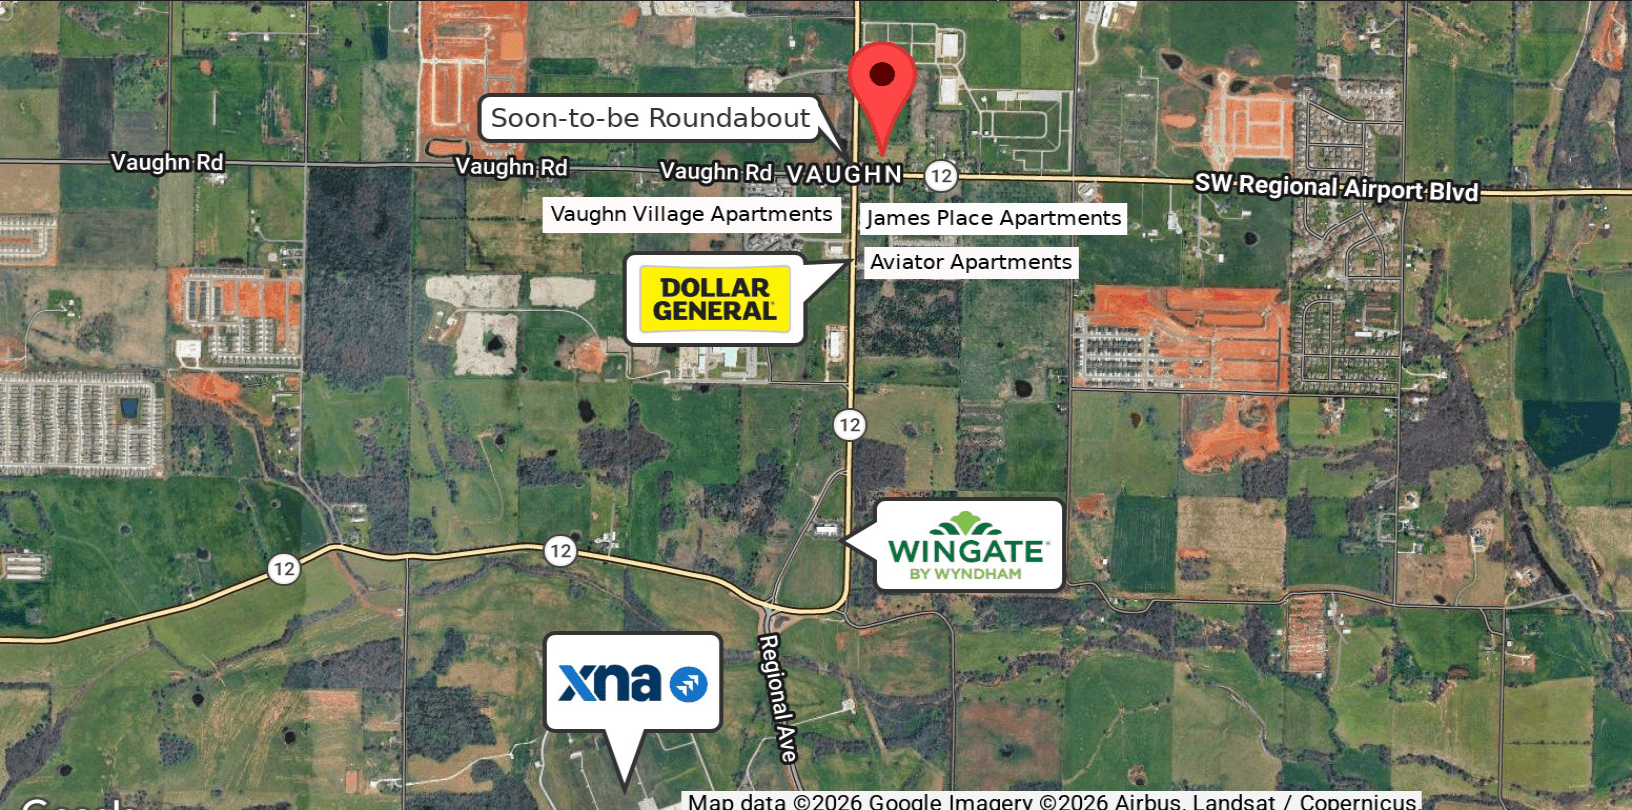 Soon-to-be Roundabout
Vaughn Rd
Vaughn Rd
Vaughn Rd
VAUGHN
12
SW Regional Airport Blvd
Vaughn Village Apartments
James Place Apartments
Aviator Apartments
DOLLAR
GENERAL
12
WINGATE
BY WYNDHAM
12
12
xna
Regional Ave
Google
Map data ©2026 Google Imagery ©2026 Airbus, Landsat / Copernicus,